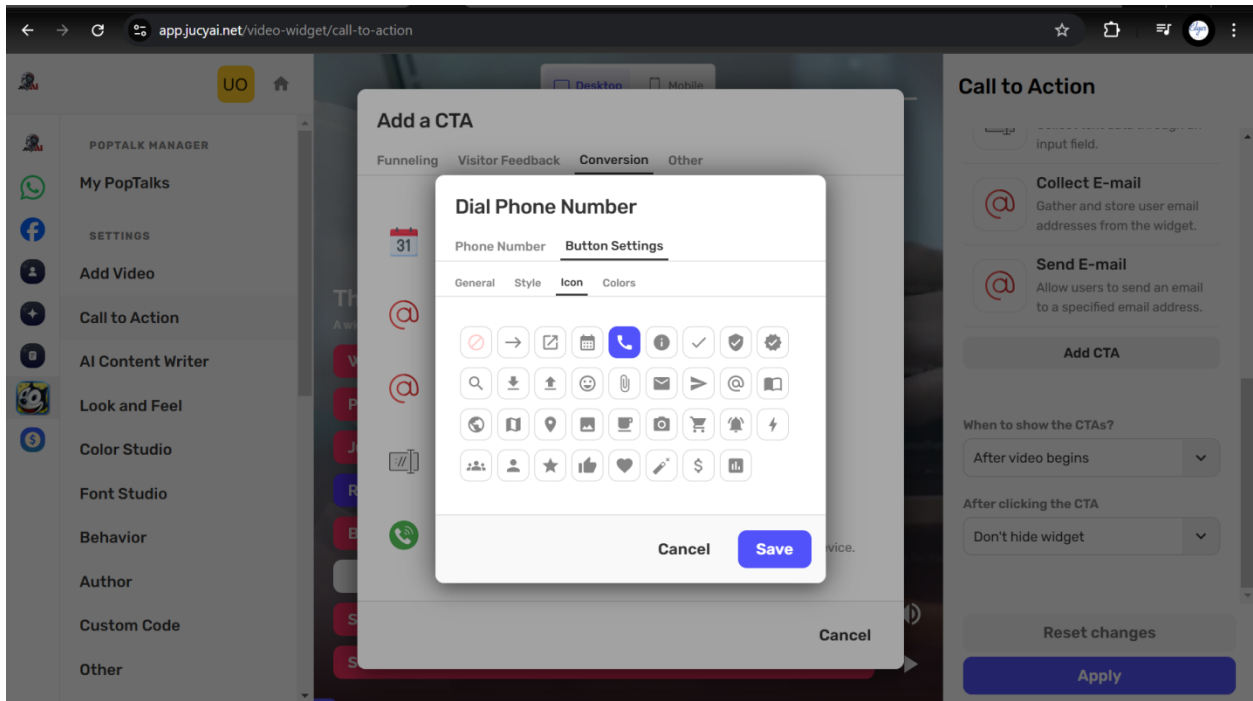 app.jucyai.net/video-widget/call-to-action
UO
POPTALK MANAGER
My PopTalks
SETTINGS
Add Video
Call to Action
AI Content Writer
Look and Feel
Color Studio
Font Studio
Behavior
Author
Custom Code
Other
Desktop
Mobile
Th
A wi
W
P
Ju
R
B
S
S
Add a CTA
Funneling
Visitor Feedback
Conversion
Other
31
Dial Phone Number
Phone Number
Button Settings
General
Style
Icon
Colors
Cancel
Save
vice.
Cancel
Call to Action
input field.
Collect E-mail
Gather and store user email
addresses from the widget.
Send E-mail
Allow users to send an email
to a specified email address.
Add CTA
When to show the CTAs?
After video begins
After clicking the CTA
Don't hide widget
Reset changes
Apply